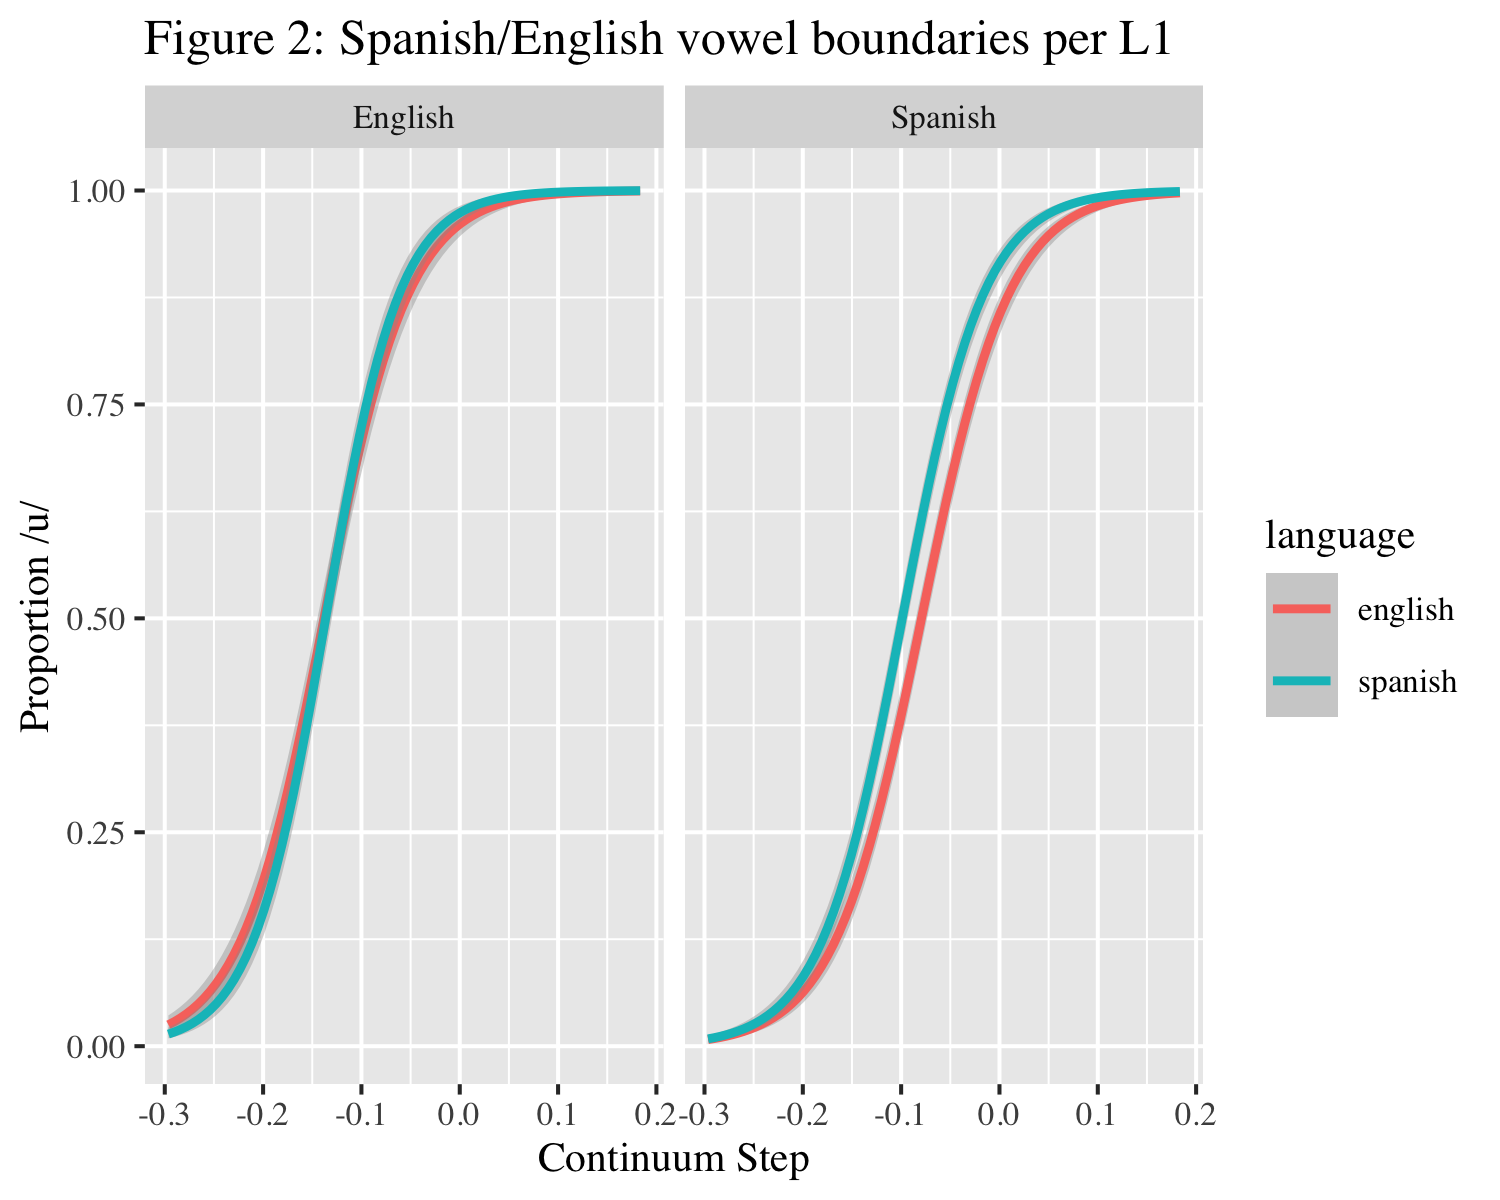 Figure 2: Spanish/English vowel boundaries per L1
English
Spanish
Proportion /u/
1.00
0.75
0.50
0.25
0.00
-0.3 -0.2 -0.1 0.0 0.1 0.2
-0.3 -0.2 -0.1 0.0 0.1 0.2
Continuum Step
language
english
spanish